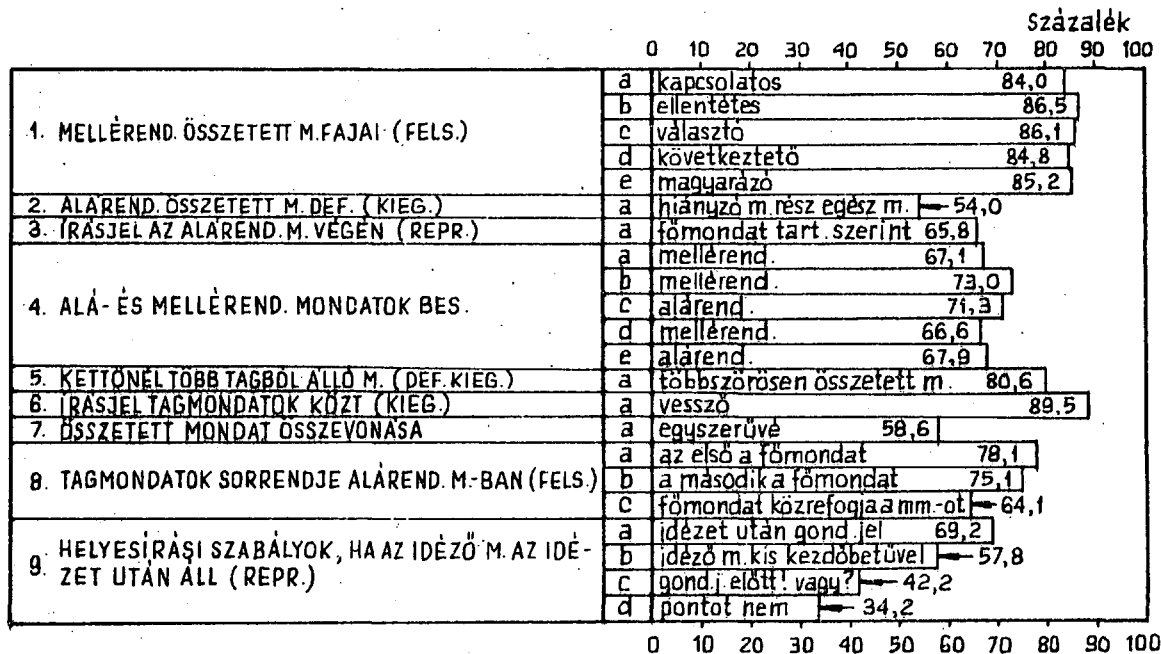 Százalék
0 10 20 30 40 50 60 70 80 90 100
1. MELLÉREND. ÖSSZETETT M. FAJAI (FELS.)
a kapcsolatos 84,0
b ellentétes 86,5
c választó 86,1
d következtető 84,8
e magyarázó 85,2
2. ALÁREND. ÖSSZETETT M. DEF. (KIEG.) a hiányzó m. rész egész m. 54,0
3. ÍRÁSJEL AZ ALÁREND. M. VÉGÉN (REPR.) a főmondat tart. szerint 65,8
4. ALÁ- ÉS MELLÉREND. MONDATOK BES.
a mellérend. 67,1
b mellérend. 73,0
c alárend. 71,3
d mellérend. 66,6
e alárend. 67,9
5. KETTŐNÉL TÖBB TAGBÓL ÁLLÓ M. (DEF. KIEG.) a többszörösen összetett m. 80,6
6. ÍRÁSJEL TAGMONDATOK KÖZT (KIEG.) a vessző 89,5
7. ÖSSZETETT MONDAT ÖSSZEVONÁSA a egyszerűvé 58,6
8. TAGMONDATOK SORRENDJE ALÁREND. M.-BAN (FELS.)
a az első a főmondat 78,1
b a második a főmondat 75,1
c főmondat közrefogja a mm.-ot 64,1
9. HELYESÍRÁSI SZABÁLYOK, HA AZ IDÉZŐ M. AZ IDÉ-
ZET UTÁN ÁLL (REPR.)
a idézet után gond. jel 69,2
b idéző m. kis kezdőbetűvel 57,8
c gond. j. előtt ! vagy ? 42,2
d pontot nem 34,2
0 10 20 30 40 50 60 70 80 90 100